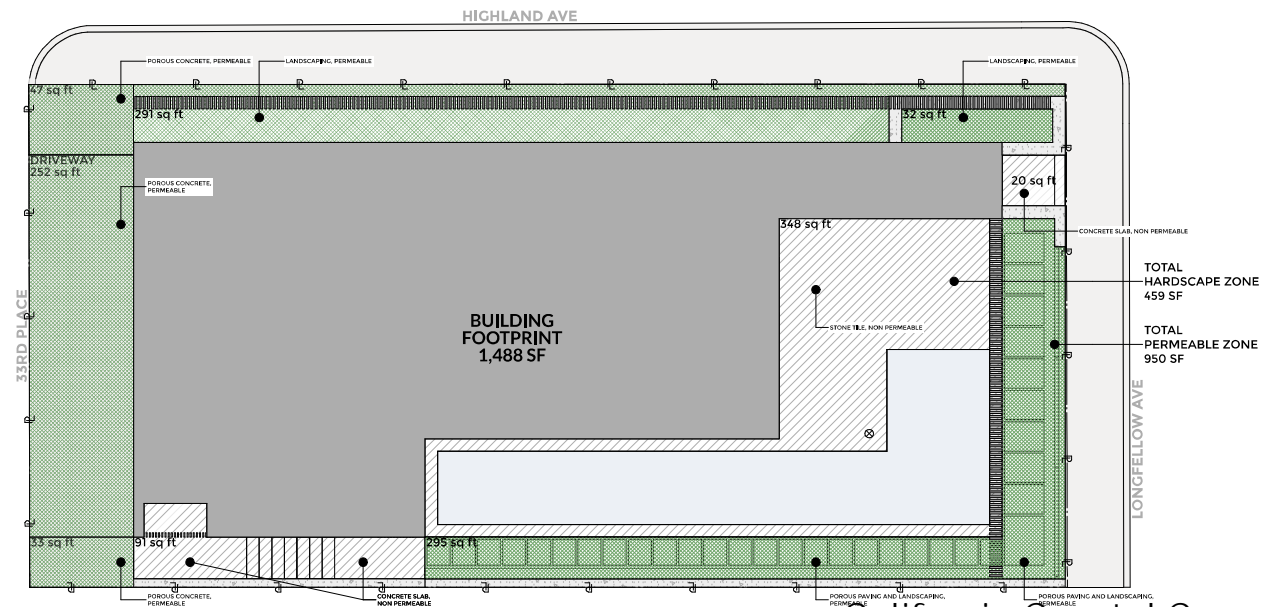 HIGHLAND AVE
POROUS CONCRETE, PERMEABLE
LANDSCAPING, PERMEABLE
LANDSCAPING, PERMEABLE
47 sq ft
291 sq ft
32 sq ft
DRIVEWAY
252 sq ft
POROUS CONCRETE,
PERMEABLE
20 sq ft
348 sq ft
CONCRETE SLAB, NON PERMEABLE
TOTAL
HARDSCAPE ZONE
459 SF
STONE TILE, NON PERMEABLE
BUILDING
FOOTPRINT
1,488 SF
TOTAL
PERMEABLE ZONE
950 SF
33RD PLACE
LONGFELLOW AVE
33 sq ft
91 sq ft
295 sq ft
POROUS CONCRETE,
PERMEABLE
CONCRETE SLAB,
NON PERMEABLE
POROUS PAVING AND LANDSCAPING,
PERMEABLE
POROUS PAVING AND LANDSCAPING,
PERMEABLE